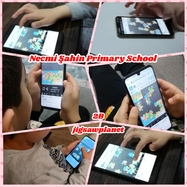 Necmi Şahin Primary School
2B
jigsawplanet